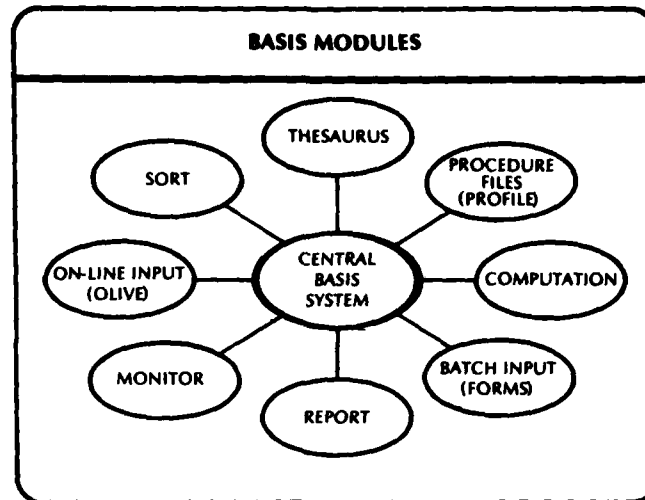 BASIS MODULES
THESAURUS
SORT
PROCEDURE
FILES
(PROFILE)
ON-LINE INPUT
(OLIVE)
CENTRAL
BASIS
SYSTEM
COMPUTATION
MONITOR
BATCH INPUT
(FORMS)
REPORT